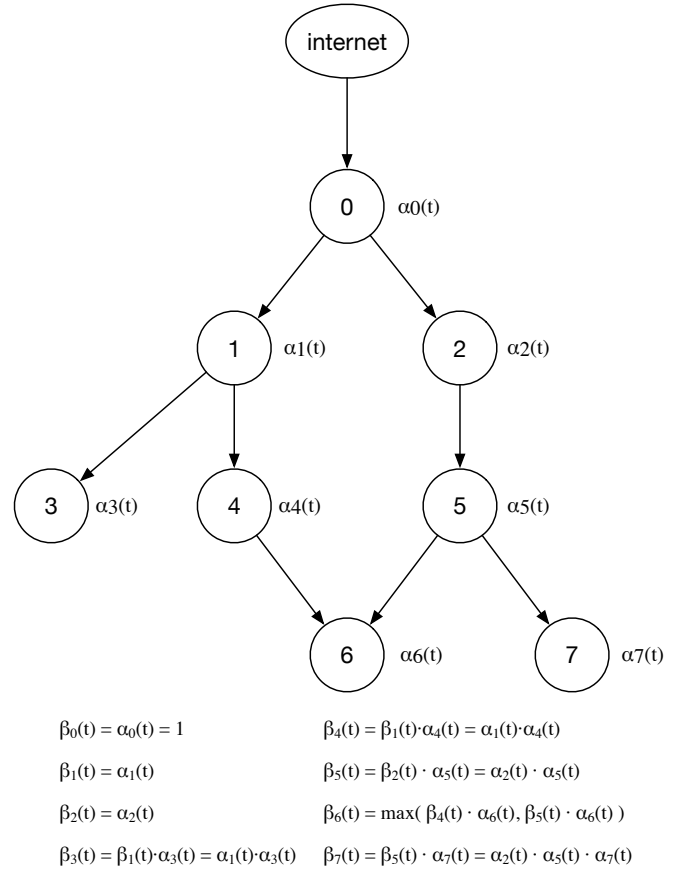 internet
0 α0(t)
1 α1(t) 2 α2(t)
3 α3(t) 4 α4(t) 5 α5(t)
6 α6(t) 7 α7(t)
β₀(t) = α₀(t) = 1
β₁(t) = α₁(t)
β₂(t) = α₂(t)
β₃(t) = β₁(t)·α₃(t) = α₁(t)·α₃(t)
β₄(t) = β₁(t)·α₄(t) = α₁(t)·α₄(t)
β₅(t) = β₂(t) · α₅(t) = α₂(t) · α₅(t)
β₆(t) = max( β₄(t) · α₆(t), β₅(t) · α₆(t) )
β₇(t) = β₅(t) · α₇(t) = α₂(t) · α₅(t) · α₇(t)